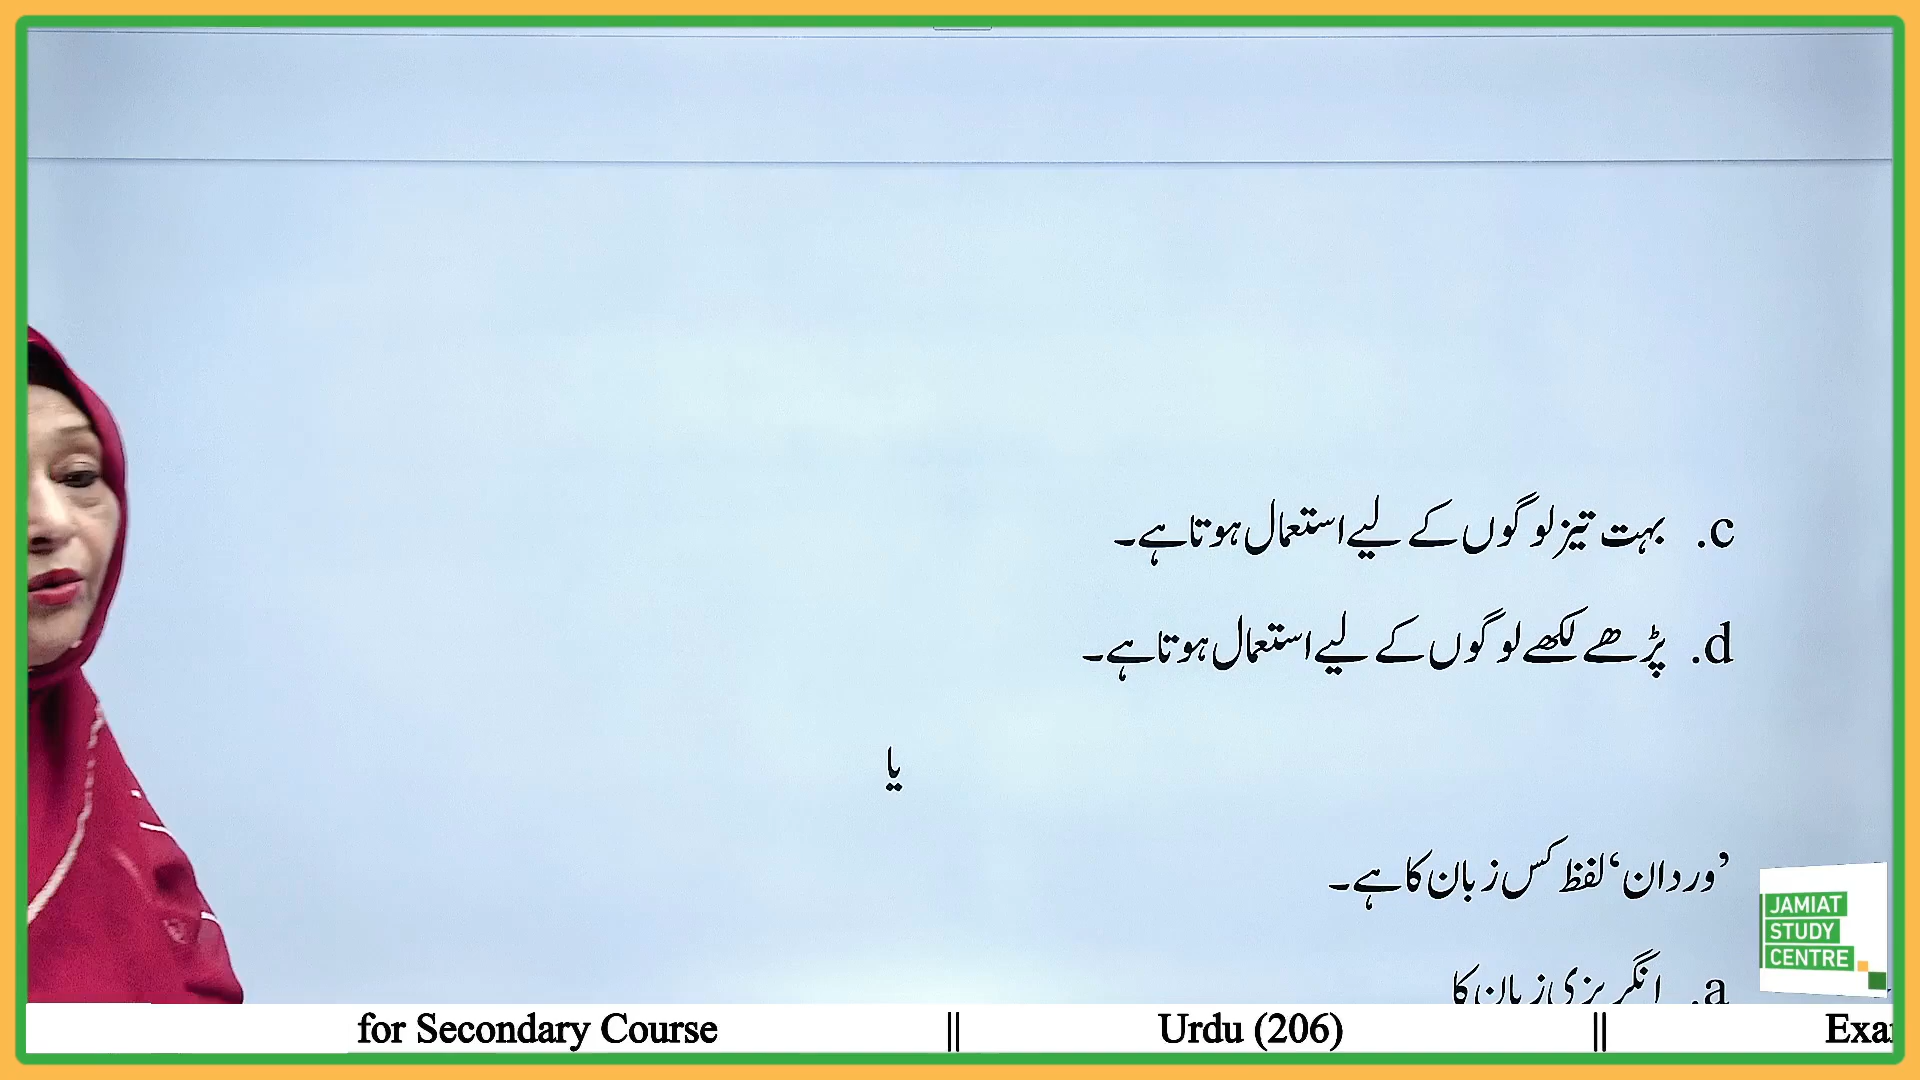 c. بہت تیز لوگوں کے لیے استعمال ہوتا ہے۔
d. پڑھے لکھے لوگوں کے لیے استعمال ہوتا ہے۔
یا
’وردان‘ لفظ کس زبان کا ہے۔
a. انگریزی زبان کا
JAMIAT
STUDY
CENTRE
for Secondary Course || Urdu (206) ||